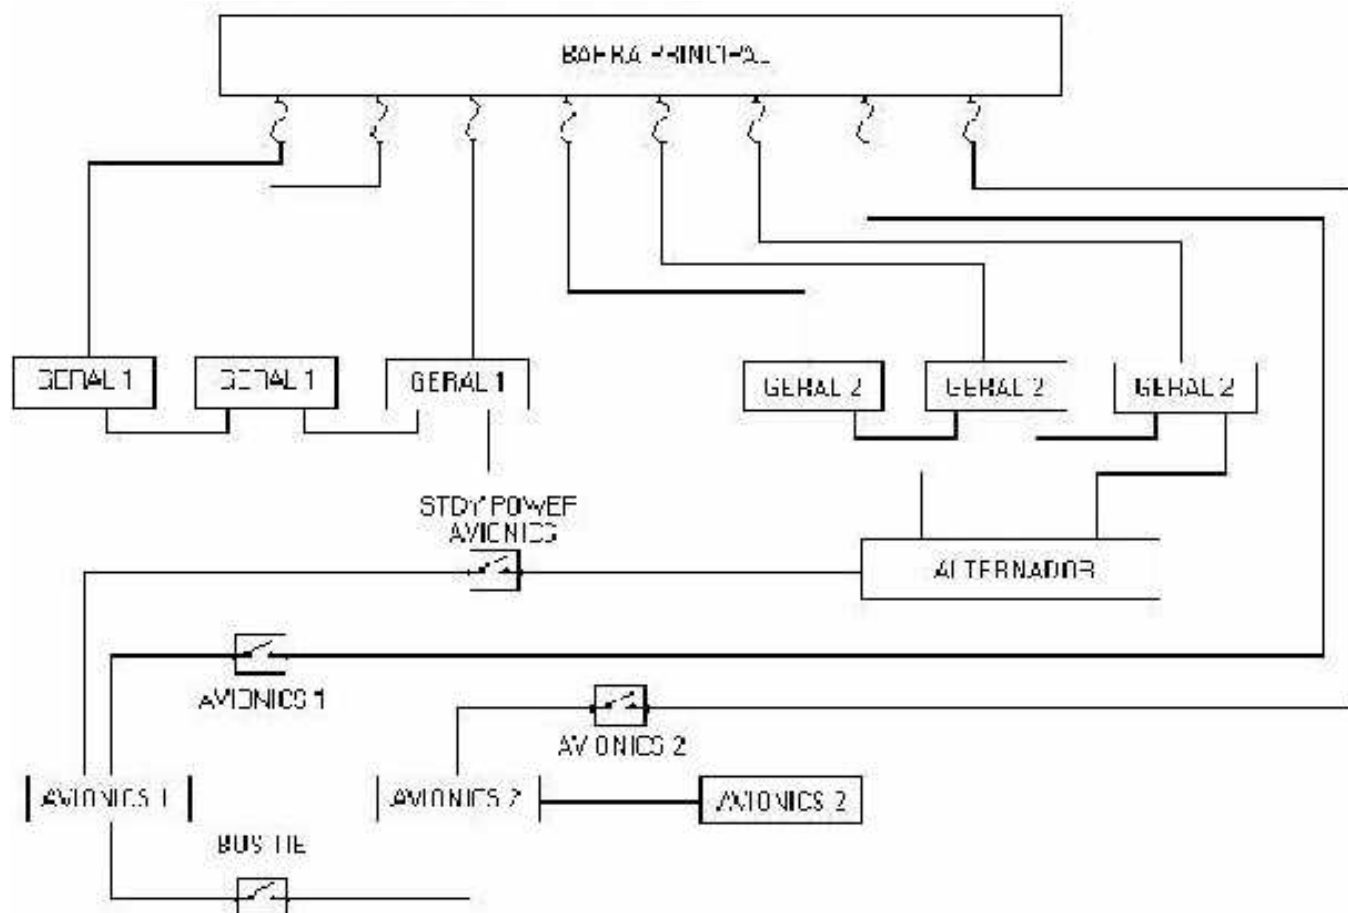 BARRA PRINCIPAL
GERAL 1
GERAL 1
GERAL 1
GERAL 2
GERAL 2
GERAL 2
STDY POWER
AVIONICS
ALTERNADOR
AVIONICS 1
AVIONICS 2
AVIONICS 1
AVIONICS 2
AVIONICS 2
BUS TIE